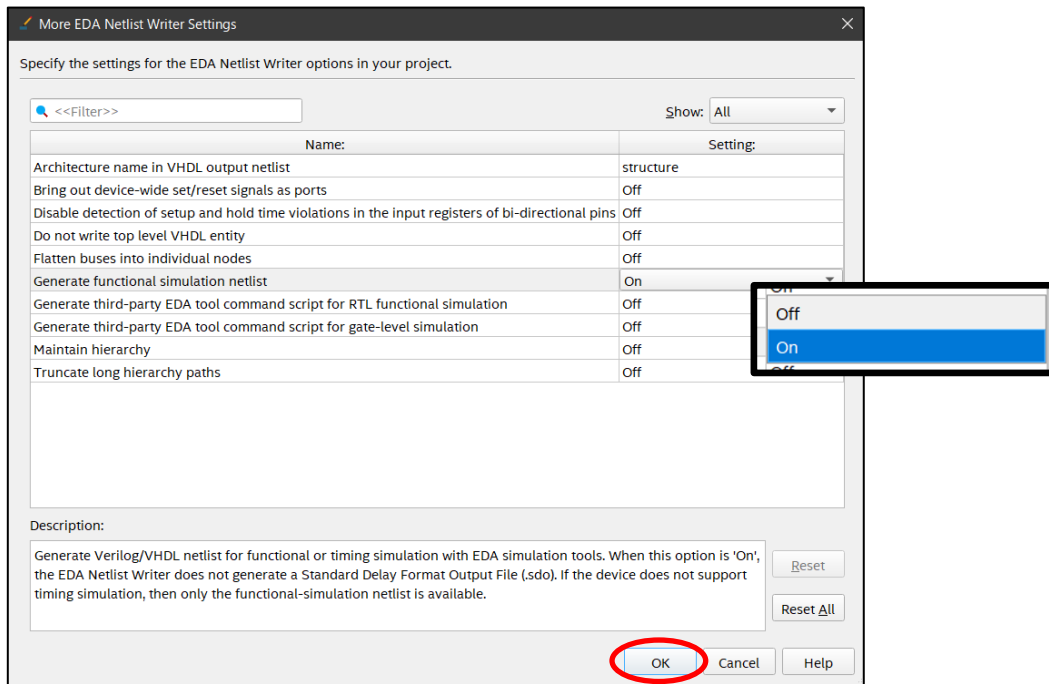 More EDA Netlist Writer Settings
Specify the settings for the EDA Netlist Writer options in your project.
<<Filter>>
Show: All
Name: Setting:
Architecture name in VHDL output netlist structure
Bring out device-wide set/reset signals as ports Off
Disable detection of setup and hold time violations in the input registers of bi-directional pins Off
Do not write top level VHDL entity Off
Flatten buses into individual nodes Off
Generate functional simulation netlist On
Generate third-party EDA tool command script for RTL functional simulation Off
Generate third-party EDA tool command script for gate-level simulation Off
Maintain hierarchy Off
Truncate long hierarchy paths Off
Off
On
Description:
Generate Verilog/VHDL netlist for functional or timing simulation with EDA simulation tools. When this option is 'On',
the EDA Netlist Writer does not generate a Standard Delay Format Output File (.sdo). If the device does not support
timing simulation, then only the functional-simulation netlist is available.
Reset
Reset All
OK Cancel Help